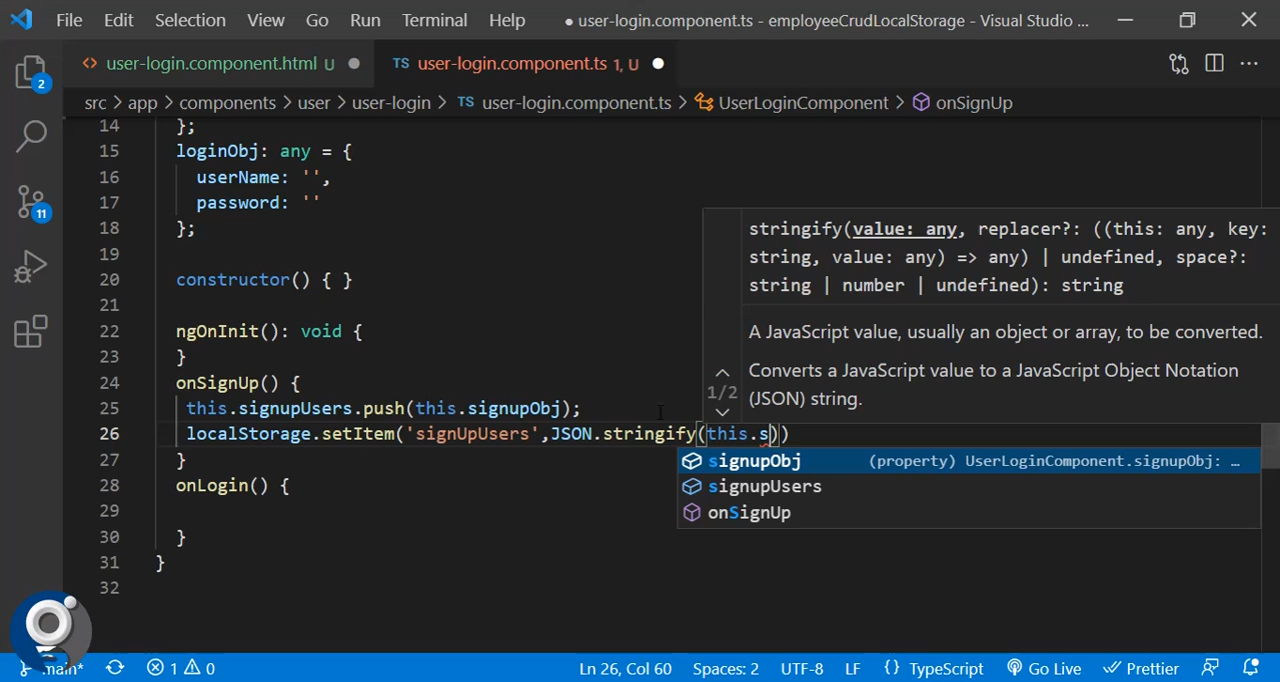 File Edit Selection View Go Run Terminal Help ● user-login.component.ts - employeeCrudLocalStorage - Visual Studio ...
<> user-login.component.html U ● TS user-login.component.ts 1, U ●
2
src > app > components > user > user-login > TS user-login.component.ts > UserLoginComponent > onSignUp
14 };
15 loginObj: any = {
16 userName: '',
17 password: ''
18 };
19
20 constructor() { }
21
22 ngOnInit(): void {
23 }
24 onSignUp() {
25 this.signupUsers.push(this.signupObj);
26 localStorage.setItem('signUpUsers',JSON.stringify(this.s))
27 }
28 onLogin() {
29
30 }
31 }
32
11
stringify(value: any, replacer?: ((this: any, key:
string, value: any) => any) | undefined, space?:
string | number | undefined): string
A JavaScript value, usually an object or array, to be converted.
1/2
Converts a JavaScript value to a JavaScript Object Notation
(JSON) string.
signupObj (property) UserLoginComponent.signupObj: …
signupUsers
onSignUp
main* 1 0 Ln 26, Col 60 Spaces: 2 UTF-8 LF {} TypeScript Go Live Prettier